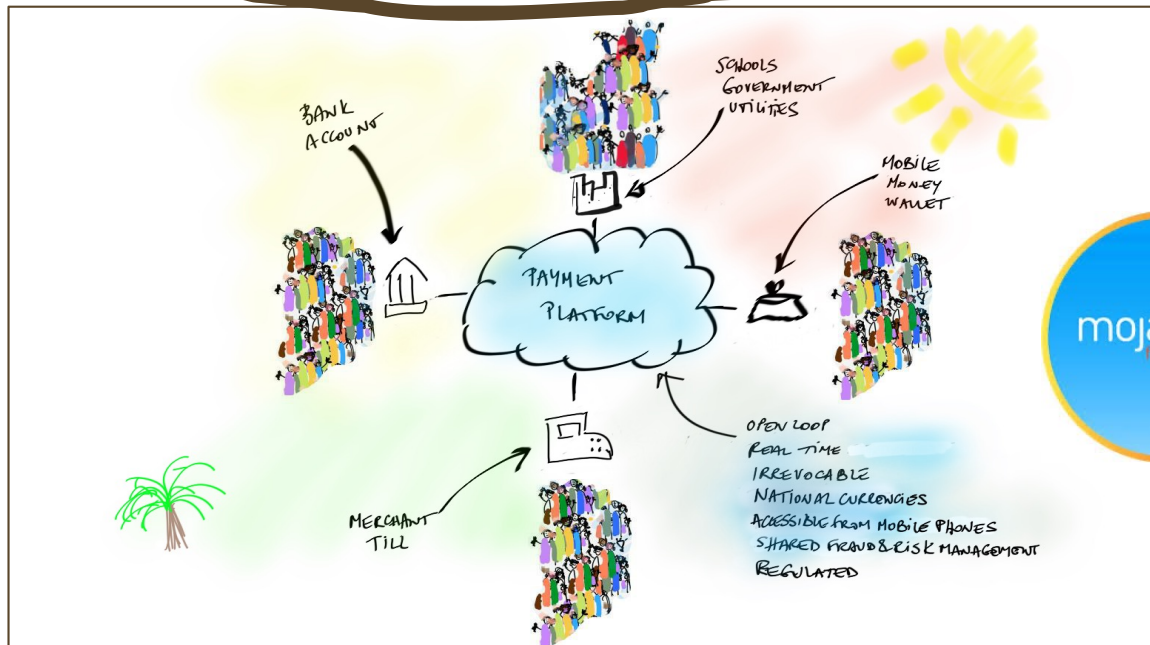 BANK
ACCOUNT
SCHOOLS
GOVERNMENT
UTILITIES
MOBILE
MONEY
WALLET
PAYMENT
PLATFORM
MERCHANT
TILL
OPEN LOOP
REAL TIME
IRREVOCABLE
NATIONAL CURRENCIES
ACCESSIBLE FROM MOBILE PHONES
SHARED FRAUD & RISK MANAGEMENT
REGULATED